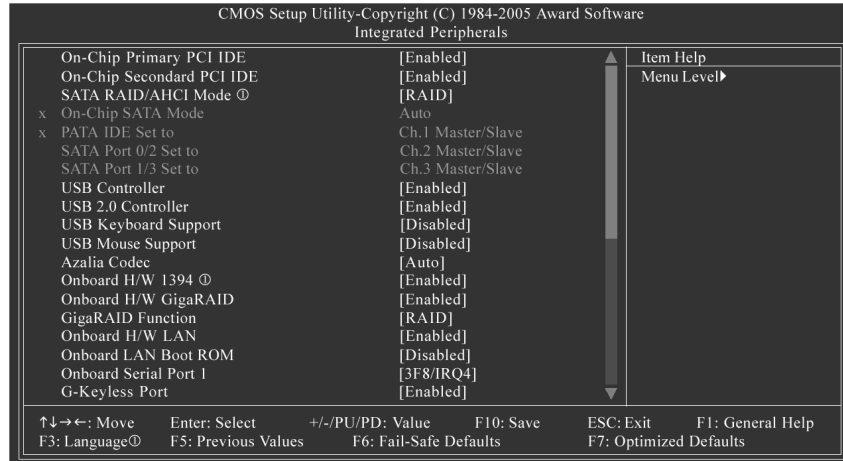 CMOS Setup Utility-Copyright (C) 1984-2005 Award Software
Integrated Peripherals
On-Chip Primary PCI IDE [Enabled]
On-Chip Secondard PCI IDE [Enabled]
SATA RAID/AHCI Mode ① [RAID]
x On-Chip SATA Mode Auto
x PATA IDE Set to Ch.1 Master/Slave
SATA Port 0/2 Set to Ch.2 Master/Slave
SATA Port 1/3 Set to Ch.3 Master/Slave
USB Controller [Enabled]
USB 2.0 Controller [Enabled]
USB Keyboard Support [Disabled]
USB Mouse Support [Disabled]
Azalia Codec [Auto]
Onboard H/W 1394 ① [Enabled]
Onboard H/W GigaRAID [Enabled]
GigaRAID Function [RAID]
Onboard H/W LAN [Enabled]
Onboard LAN Boot ROM [Disabled]
Onboard Serial Port 1 [3F8/IRQ4]
G-Keyless Port [Enabled]
Item Help
Menu Level▶
↑↓→←: Move Enter: Select +/-/PU/PD: Value F10: Save ESC: Exit F1: General Help
F3: Language① F5: Previous Values F6: Fail-Safe Defaults F7: Optimized Defaults